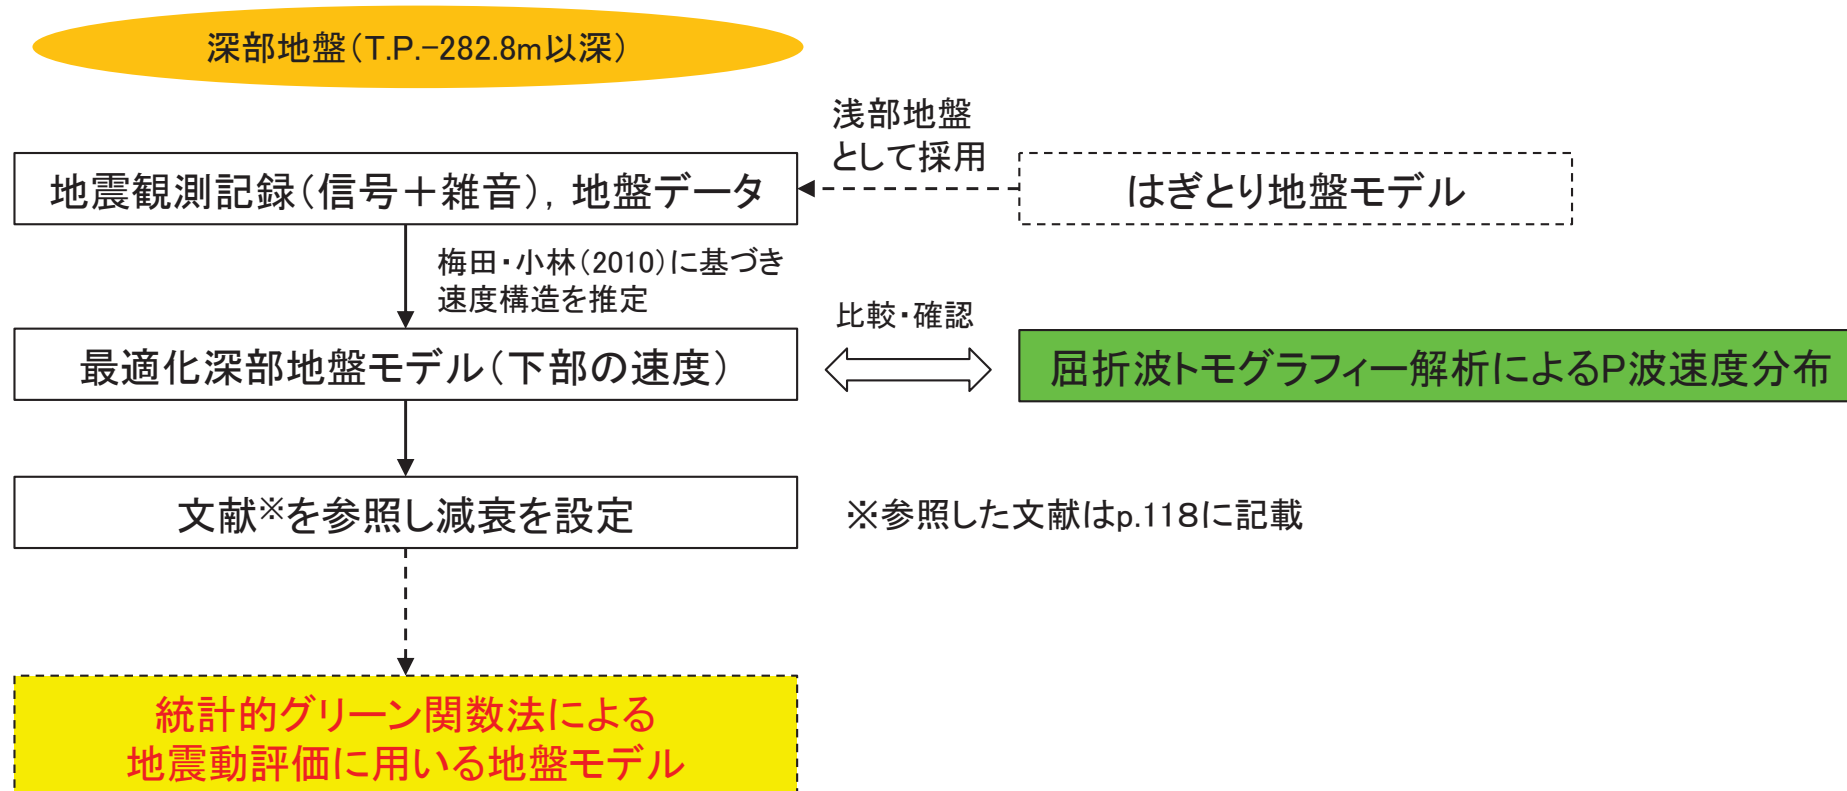 深部地盤(T.P.-282.8m以深)
浅部地盤
として採用
地震観測記録(信号+雑音), 地盤データ
はぎとり地盤モデル
梅田・小林(2010)に基づき
速度構造を推定
比較・確認
最適化深部地盤モデル(下部の速度)
屈折波トモグラフィー解析によるP波速度分布
文献※を参照し減衰を設定
※参照した文献はp.118に記載
統計的グリーン関数法による
地震動評価に用いる地盤モデル